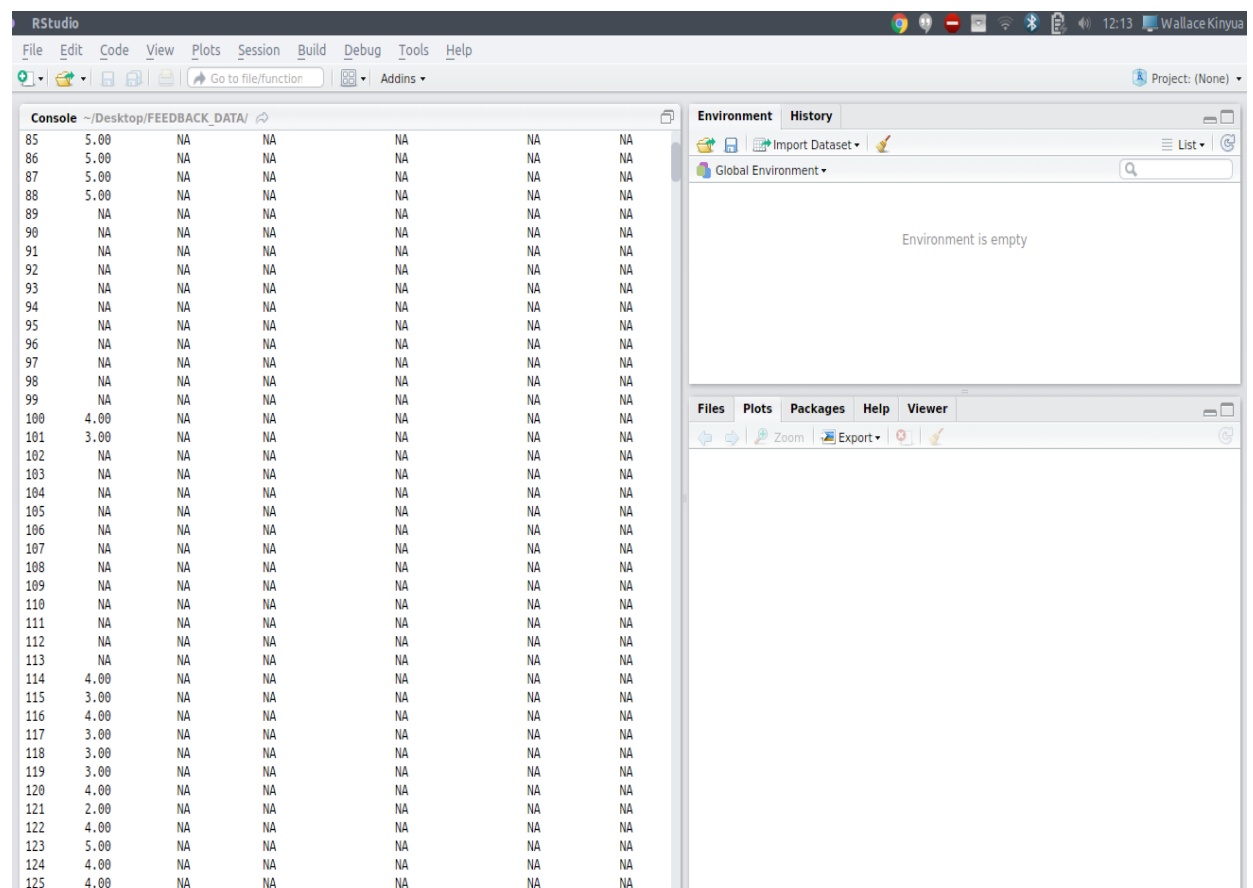 RStudio 12:13 Wallace Kinyua
File Edit Code View Plots Session Build Debug Tools Help
Go to file/function Addins Project: (None)
Console ~/Desktop/FEEDBACK_DATA/
85 5.00 NA NA NA NA NA
86 5.00 NA NA NA NA NA
87 5.00 NA NA NA NA NA
88 5.00 NA NA NA NA NA
89 NA NA NA NA NA NA
90 NA NA NA NA NA NA
91 NA NA NA NA NA NA
92 NA NA NA NA NA NA
93 NA NA NA NA NA NA
94 NA NA NA NA NA NA
95 NA NA NA NA NA NA
96 NA NA NA NA NA NA
97 NA NA NA NA NA NA
98 NA NA NA NA NA NA
99 NA NA NA NA NA NA
100 4.00 NA NA NA NA NA
101 3.00 NA NA NA NA NA
102 NA NA NA NA NA NA
103 NA NA NA NA NA NA
104 NA NA NA NA NA NA
105 NA NA NA NA NA NA
106 NA NA NA NA NA NA
107 NA NA NA NA NA NA
108 NA NA NA NA NA NA
109 NA NA NA NA NA NA
110 NA NA NA NA NA NA
111 NA NA NA NA NA NA
112 NA NA NA NA NA NA
113 NA NA NA NA NA NA
114 4.00 NA NA NA NA NA
115 3.00 NA NA NA NA NA
116 4.00 NA NA NA NA NA
117 3.00 NA NA NA NA NA
118 3.00 NA NA NA NA NA
119 3.00 NA NA NA NA NA
120 4.00 NA NA NA NA NA
121 2.00 NA NA NA NA NA
122 4.00 NA NA NA NA NA
123 5.00 NA NA NA NA NA
124 4.00 NA NA NA NA NA
125 4.00 NA NA NA NA NA
Environment History
Import Dataset List
Global Environment
Environment is empty
Files Plots Packages Help Viewer
Zoom Export